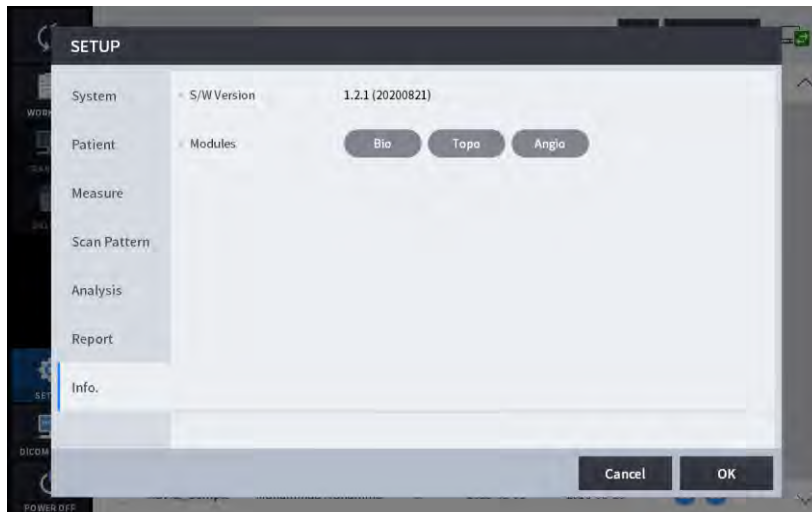 SETUP
System
S/W Version 1.2.1 (20200821)
Patient
Modules Bio Topo Angio
Measure
Scan Pattern
Analysis
Report
Info.
DICOM
Cancel OK
POWER OFF